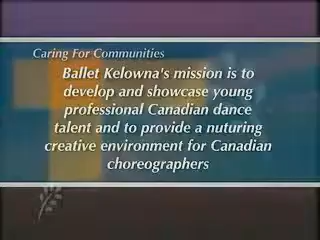 Caring For Communities
Ballet Kelowna's mission is to
develop and showcase young
professional Canadian dance
talent and to provide a nuturing
creative environment for Canadian
choreographers